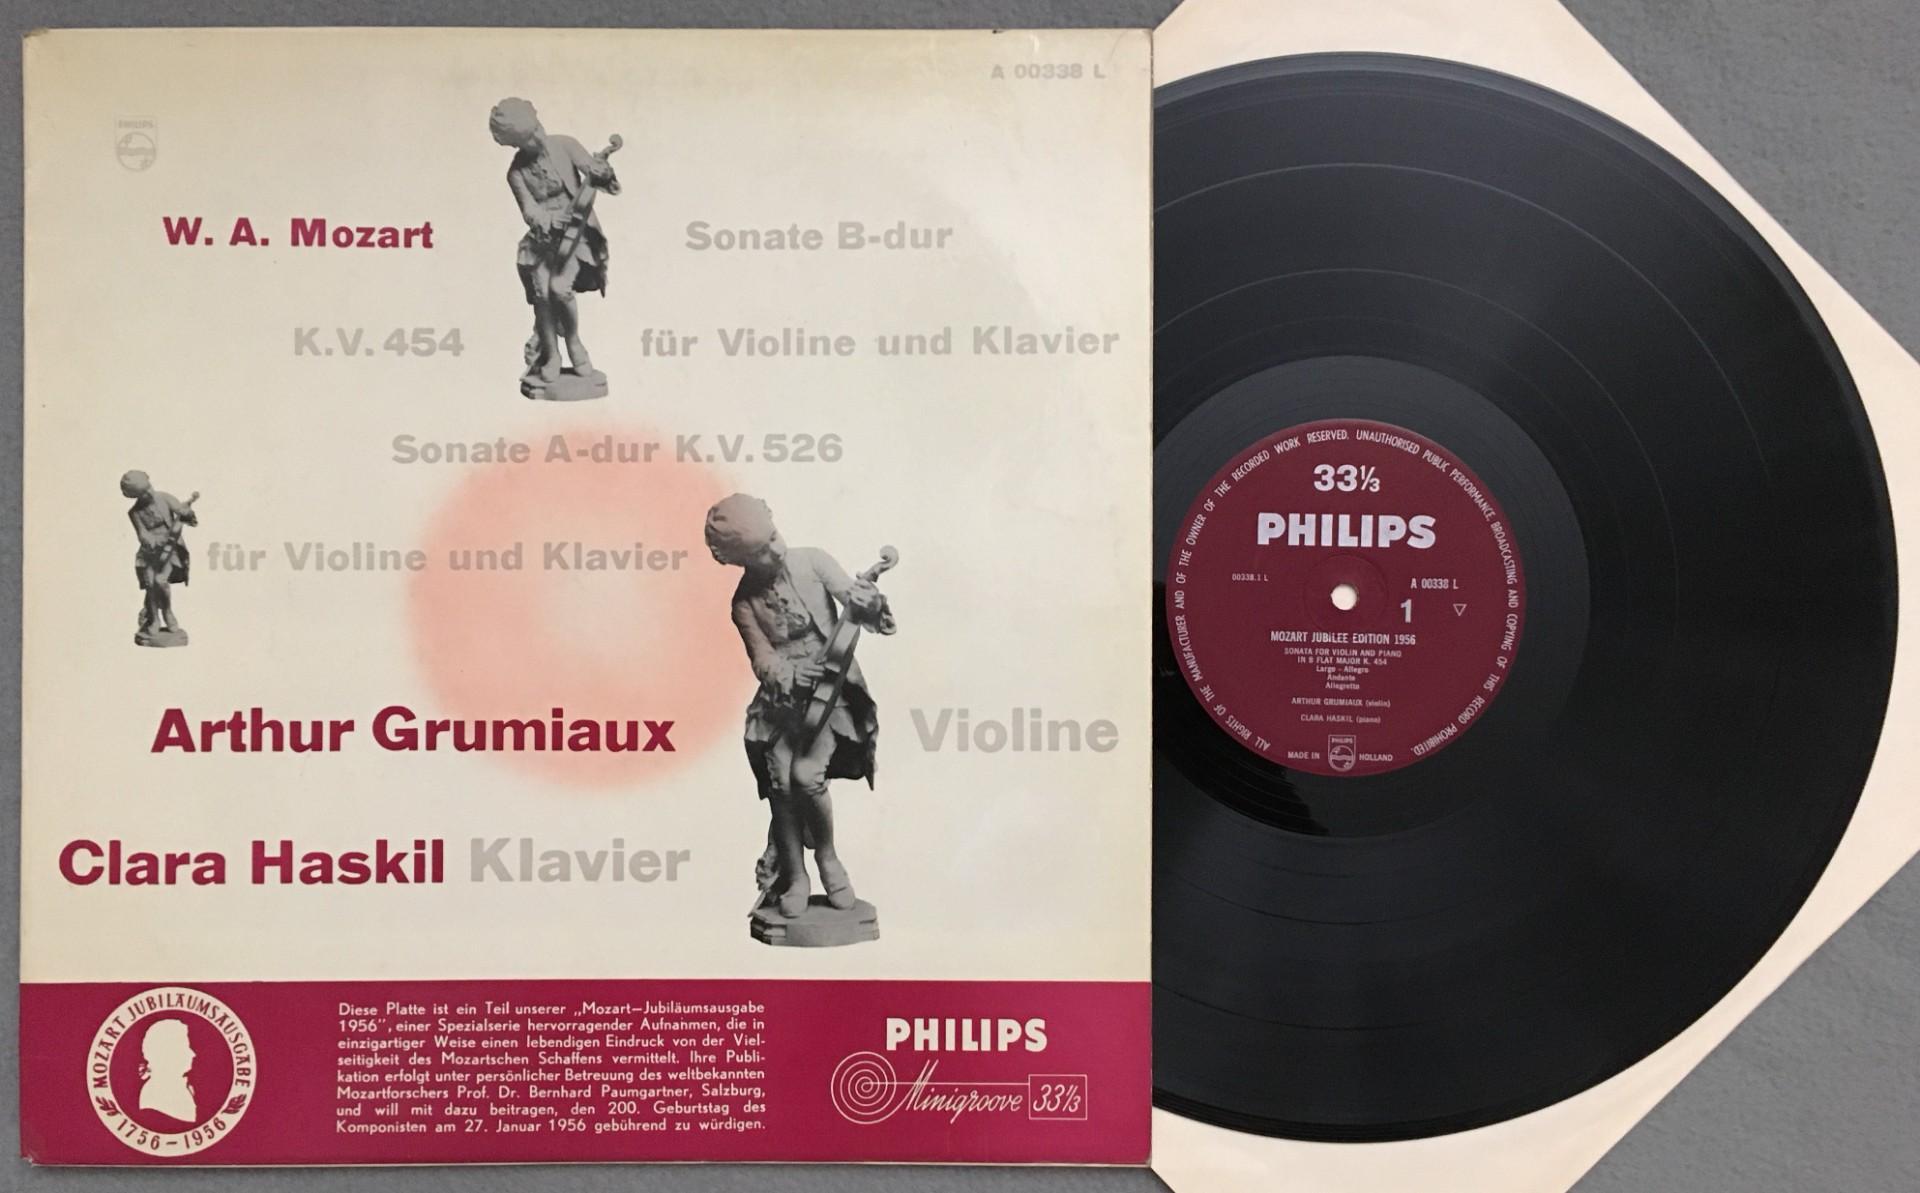 A 00338 L
PHILIPS
W. A. Mozart
Sonate B-dur
K.V. 454
für Violine und Klavier
Sonate A-dur K.V. 526
für Violine und Klavier
Arthur Grumiaux
Violine
Clara Haskil Klavier
MOZART JUBILÄUMSAUSGABE
1756-1956
Diese Platte ist ein Teil unserer „Mozart-Jubiläumsausgabe
1956", einer Spezialserie hervorragender Aufnahmen, die in
einzigartiger Weise einen lebendigen Eindruck von der Viel-
seitigkeit des Mozartschen Schaffens vermittelt. Ihre Publi-
kation erfolgt unter persönlicher Betreuung des weltbekannten
Mozartforschers Prof. Dr. Bernhard Paumgartner, Salzburg,
und will mit dazu beitragen, den 200. Geburtstag des
Komponisten am 27. Januar 1956 gebührend zu würdigen.
PHILIPS
Minigroove 33⅓
ALL RIGHTS OF THE MANUFACTURER AND OF THE OWNER OF THE RECORDED WORK RESERVED. UNAUTHORISED PUBLIC PERFORMANCE, BROADCASTING AND COPYING OF THIS RECORD PROHIBITED.
33⅓
PHILIPS
00338.1 L
A 00338 L
1
MOZART JUBILEE EDITION 1956
SONATA FOR VIOLIN AND PIANO
IN B FLAT MAJOR K. 454
Largo - Allegro
Andante
Allegretto
ARTHUR GRUMIAUX (violin)
CLARA HASKIL (piano)
MADE IN
PHILIPS
HOLLAND